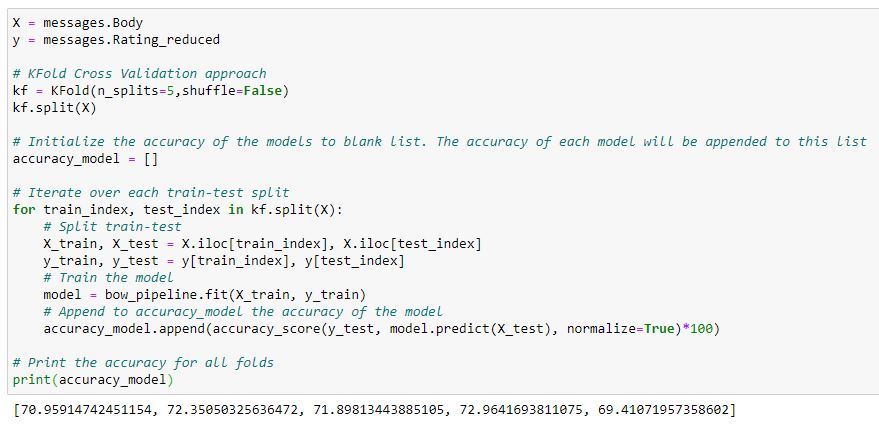 X = messages.Body
y = messages.Rating_reduced
# KFold Cross Validation approach
kf = KFold(n_splits=5,shuffle=False)
kf.split(X)
# Initialize the accuracy of the models to blank list. The accuracy of each model will be appended to this list
accuracy_model = []
# Iterate over each train-test split
for train_index, test_index in kf.split(X):
    # Split train-test
    X_train, X_test = X.iloc[train_index], X.iloc[test_index]
    y_train, y_test = y[train_index], y[test_index]
    # Train the model
    model = bow_pipeline.fit(X_train, y_train)
    # Append to accuracy_model the accuracy of the model
    accuracy_model.append(accuracy_score(y_test, model.predict(X_test), normalize=True)*100)
# Print the accuracy for all folds
print(accuracy_model)
[70.95914742451154, 72.35050325636472, 71.89813443885105, 72.9641693811075, 69.41071957358602]